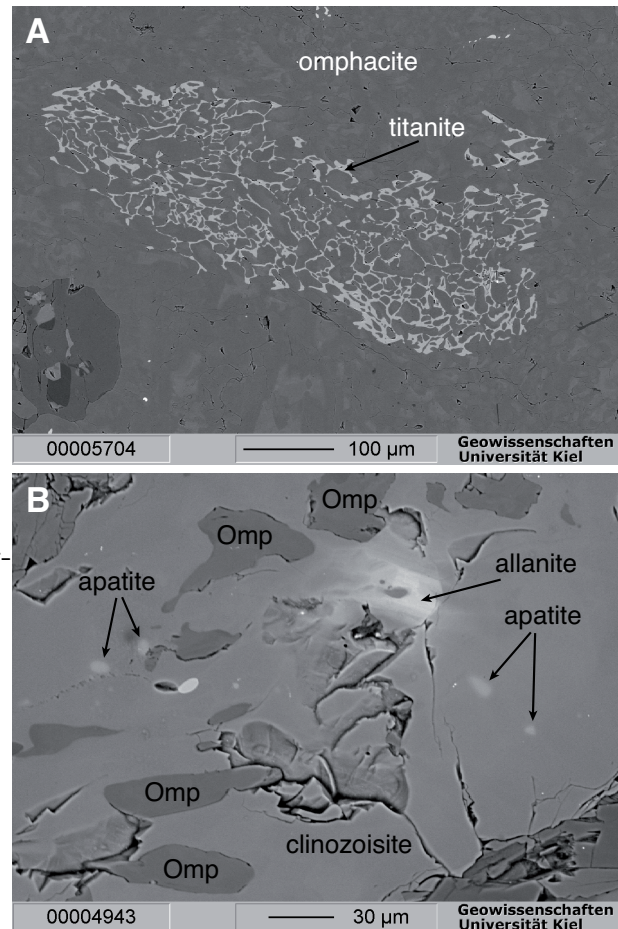 A
omphacite
titanite
00005704
100 µm
Geowissenschaften
Universität Kiel
B
Omp
Omp
allanite
apatite
apatite
Omp
clinozoisite
Omp
00004943
30 µm
Geowissenschaften
Universität Kiel